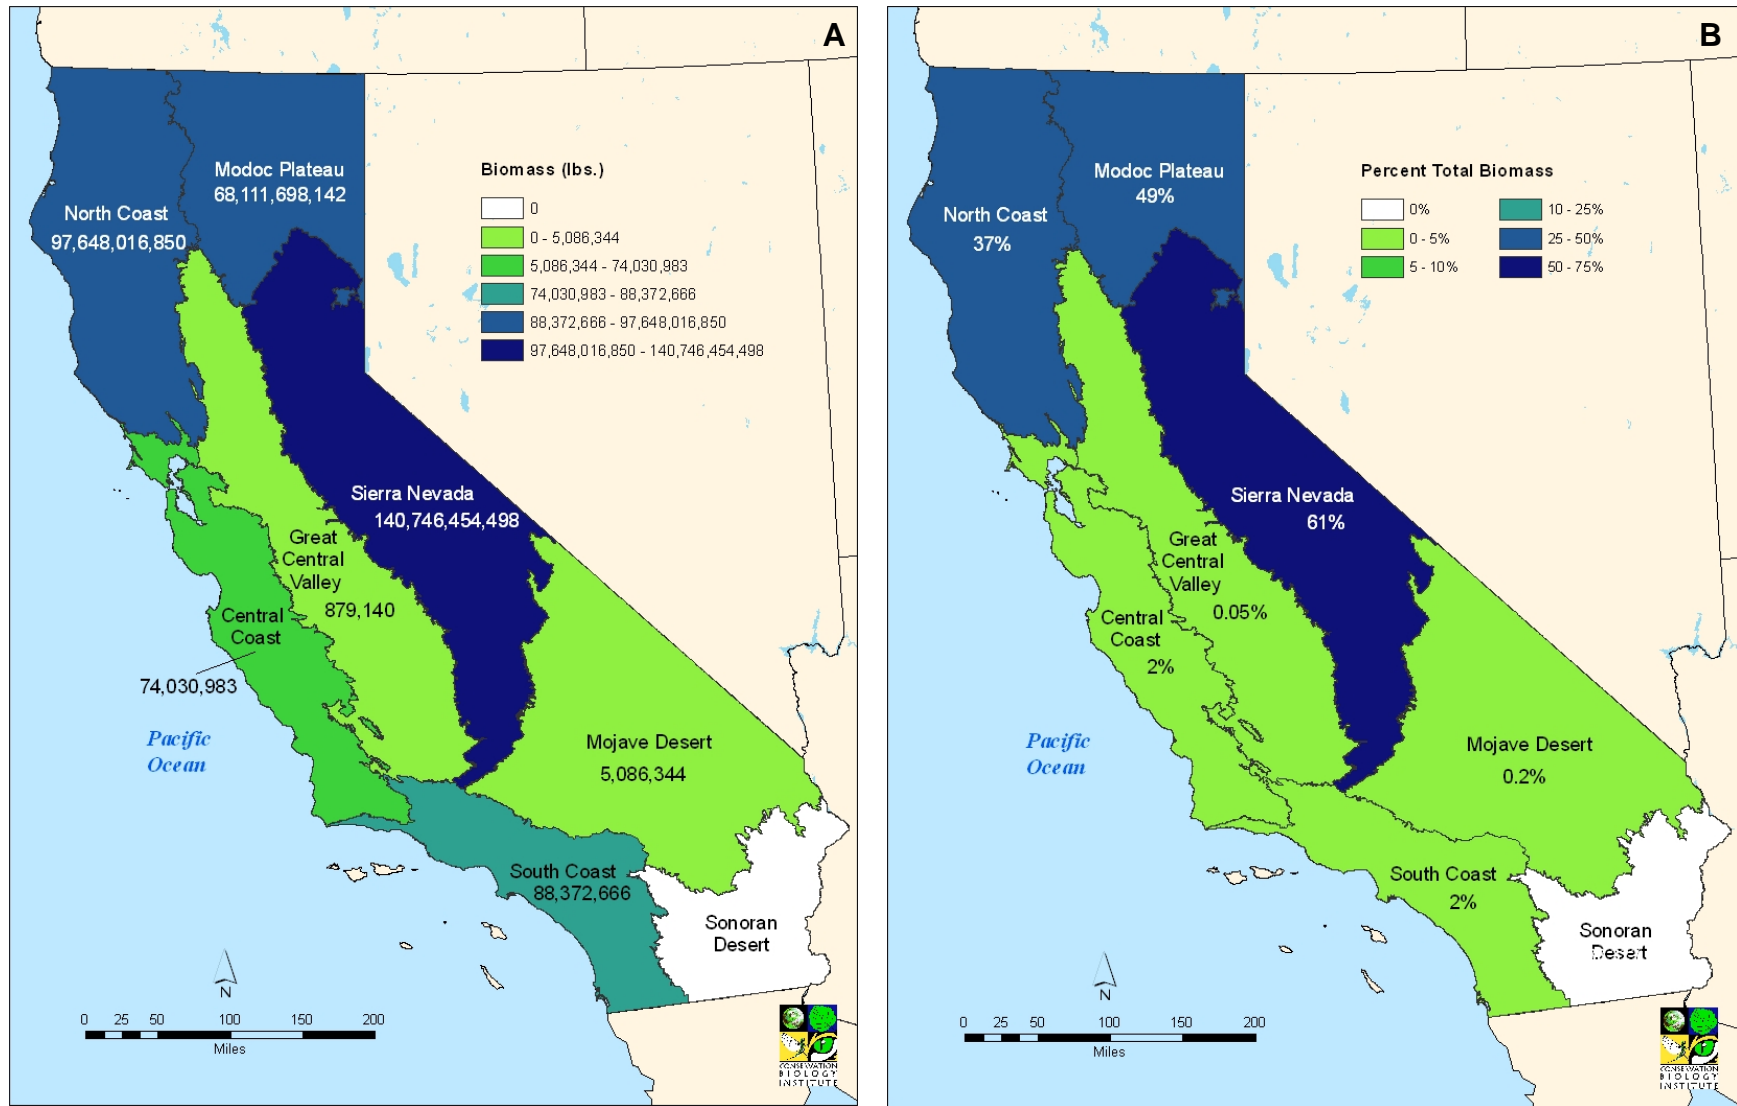 A
Modoc Plateau
68,111,698,142
North Coast
97,648,016,850
Biomass (lbs.)
0
0 - 5,086,344
5,086,344 - 74,030,983
74,030,983 - 88,372,666
88,372,666 - 97,648,016,850
97,648,016,850 - 140,746,454,498
Sierra Nevada
140,746,454,498
Great
Central
Valley
879,140
Central
Coast
74,030,983
Pacific
Ocean
Mojave Desert
5,086,344
South Coast
88,372,666
Sonoran
Desert
N
0 25 50 100 150 200
Miles
CONSERVATION
BIOLOGY
INSTITUTE
B
Modoc Plateau
49%
North Coast
37%
Percent Total Biomass
0%
0 - 5%
5 - 10%
10 - 25%
25 - 50%
50 - 75%
Sierra Nevada
61%
Great
Central
Valley
0.05%
Central
Coast
2%
Pacific
Ocean
Mojave Desert
0.2%
South Coast
2%
Sonoran
Desert
N
0 25 50 100 150 200
Miles
CONSERVATION
BIOLOGY
INSTITUTE